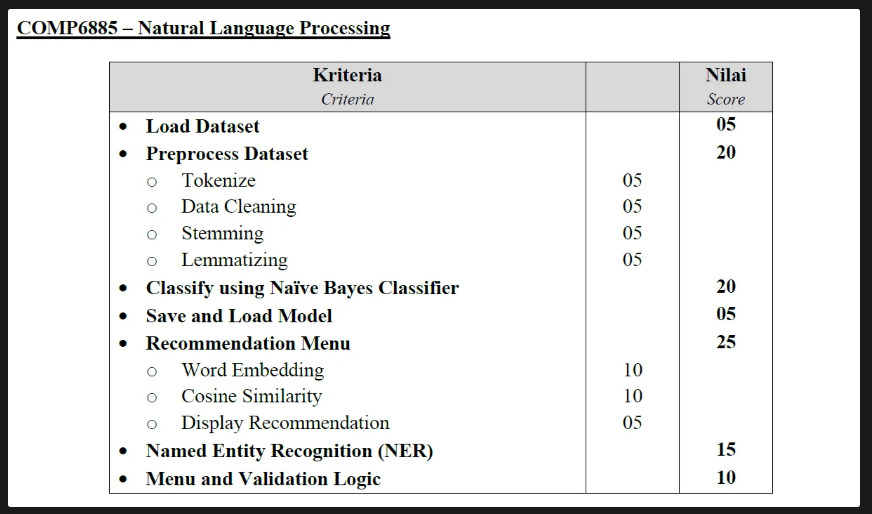 COMP6885 – Natural Language Processing
Kriteria Nilai
Criteria Score
• Load Dataset 05
• Preprocess Dataset 20
○ Tokenize 05
○ Data Cleaning 05
○ Stemming 05
○ Lemmatizing 05
• Classify using Naïve Bayes Classifier 20
• Save and Load Model 05
• Recommendation Menu 25
○ Word Embedding 10
○ Cosine Similarity 10
○ Display Recommendation 05
• Named Entity Recognition (NER) 15
• Menu and Validation Logic 10